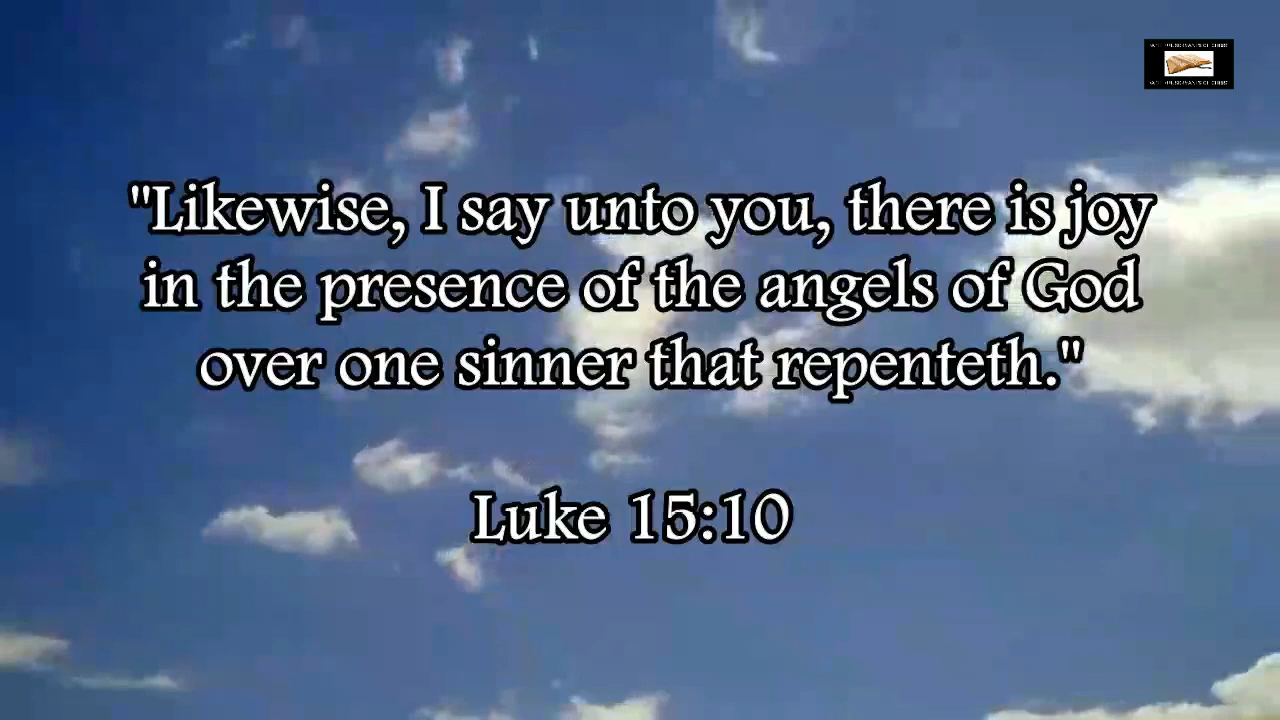 "Likewise, I say unto you, there is joy
in the presence of the angels of God
over one sinner that repenteth."
Luke 15:10